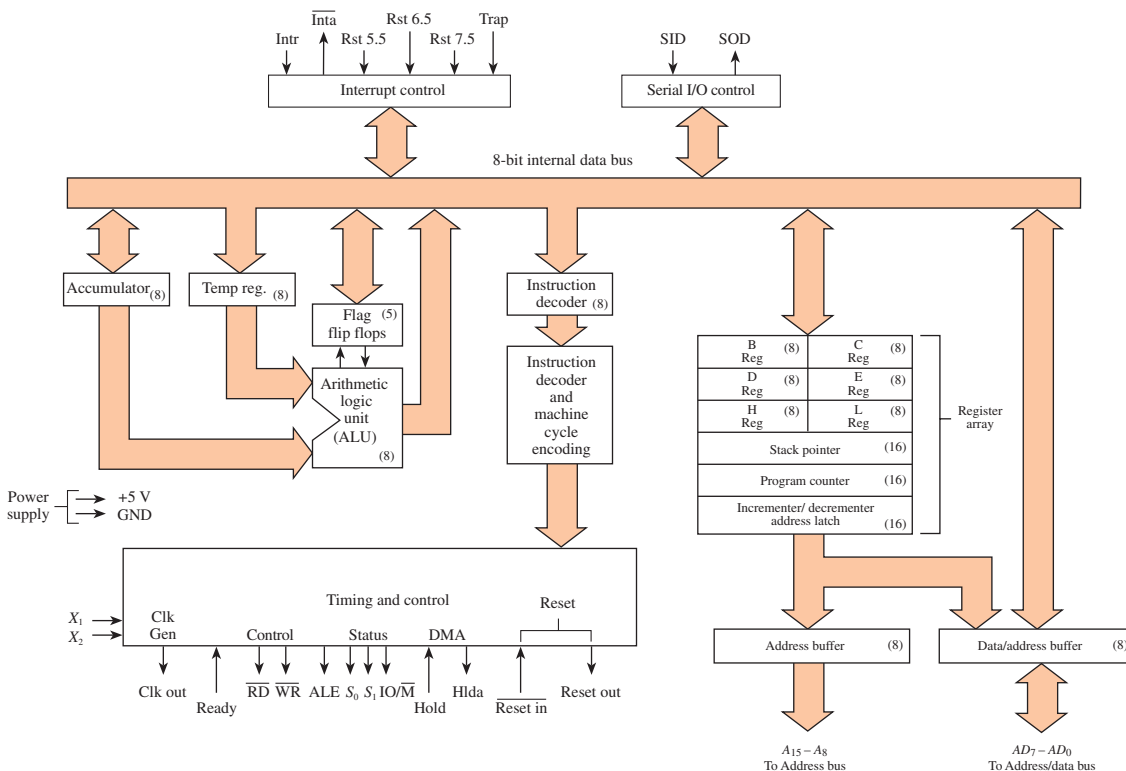 Intr
I̅n̅t̅a̅
Rst 5.5
Rst 6.5
Rst 7.5
Trap
SID
SOD
Interrupt control
Serial I/O control
8-bit internal data bus
Accumulator (8)
Temp reg. (8)
Flag (5)
flip flops
Arithmetic
logic
unit
(ALU)
(8)
Instruction
decoder (8)
Instruction
decoder
and
machine
cycle
encoding
B
Reg (8)
C
Reg (8)
D
Reg (8)
E
Reg (8)
H
Reg (8)
L
Reg (8)
Stack pointer (16)
Program counter (16)
Incrementer/ decrementer
address latch (16)
Register
array
Power
supply
+5 V
GND
X₁
X₂
Clk
Gen
Timing and control
Control
Status
DMA
Reset
Clk out
Ready
R̅D̅
W̅R̅
ALE
S₀
S₁
IO/M̅
Hold
Hlda
R̅e̅s̅e̅t̅ i̅n̅
Reset out
Address buffer (8)
Data/address buffer (8)
A₁₅ – A₈
To Address bus
AD₇ – AD₀
To Address/data bus